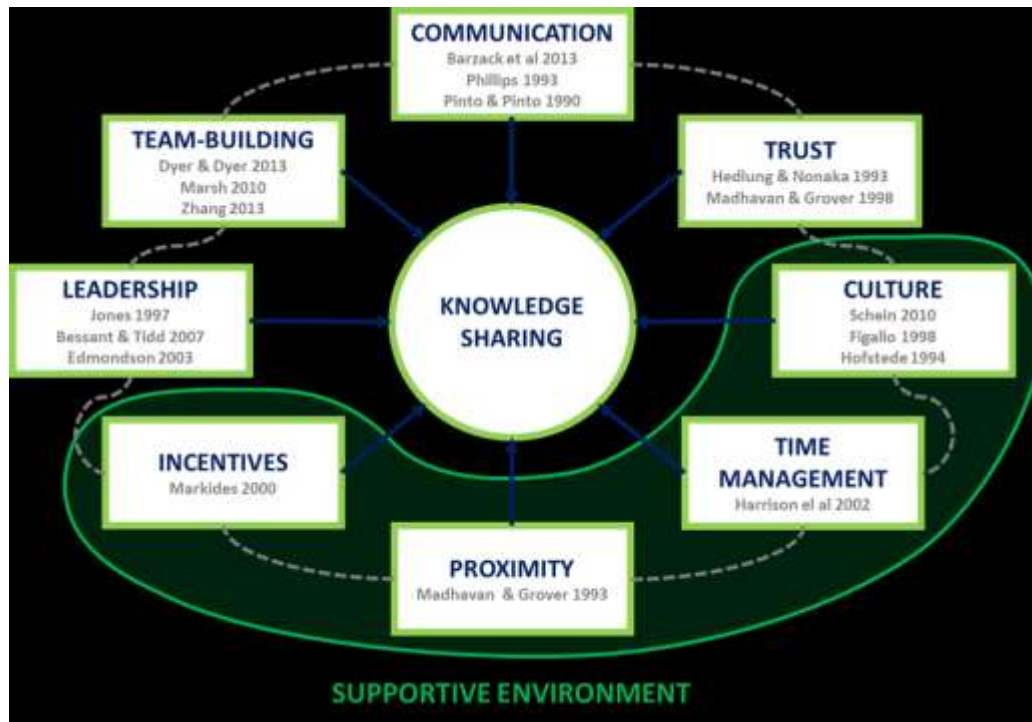 COMMUNICATION
Barzack et al 2013
Phillips 1993
Pinto & Pinto 1990
TEAM-BUILDING
Dyer & Dyer 2013
Marsh 2010
Zhang 2013
TRUST
Hedlung & Nonaka 1993
Madhavan & Grover 1998
LEADERSHIP
Jones 1997
Bessant & Tidd 2007
Edmondson 2003
KNOWLEDGE
SHARING
CULTURE
Schein 2010
Figallo 1998
Hofstede 1994
INCENTIVES
Markides 2000
TIME
MANAGEMENT
Harrison el al 2002
PROXIMITY
Madhavan & Grover 1993
SUPPORTIVE ENVIRONMENT